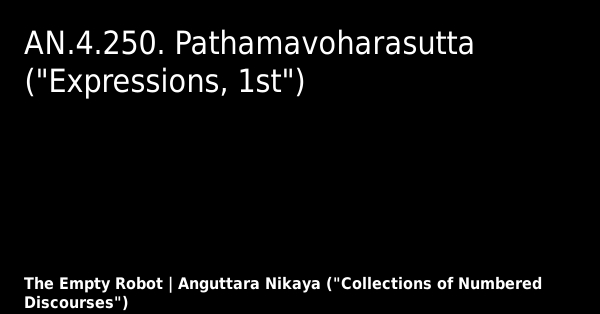 AN.4.250. Pathamavoharasutta
("Expressions, 1st")
The Empty Robot | Anguttara Nikaya ("Collections of Numbered
Discourses")